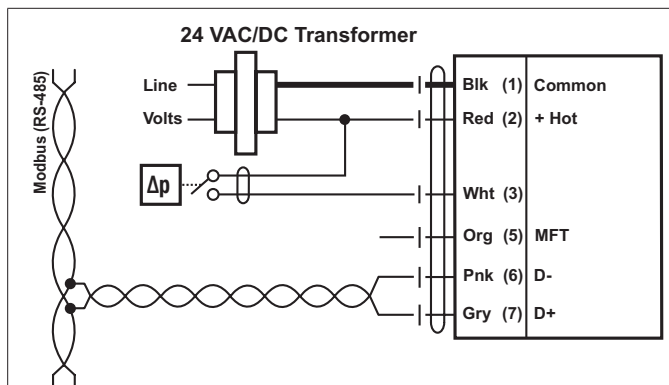 24 VAC/DC Transformer
Modbus (RS-485)
Line
Volts
Δp
Blk (1) Common
Red (2) + Hot
Wht (3)
Org (5) MFT
Pnk (6) D-
Gry (7) D+